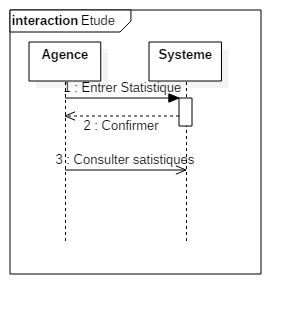 interaction Etude
Agence
Systeme
1 : Entrer Statistique
2 : Confirmer
3 : Consulter satistiques